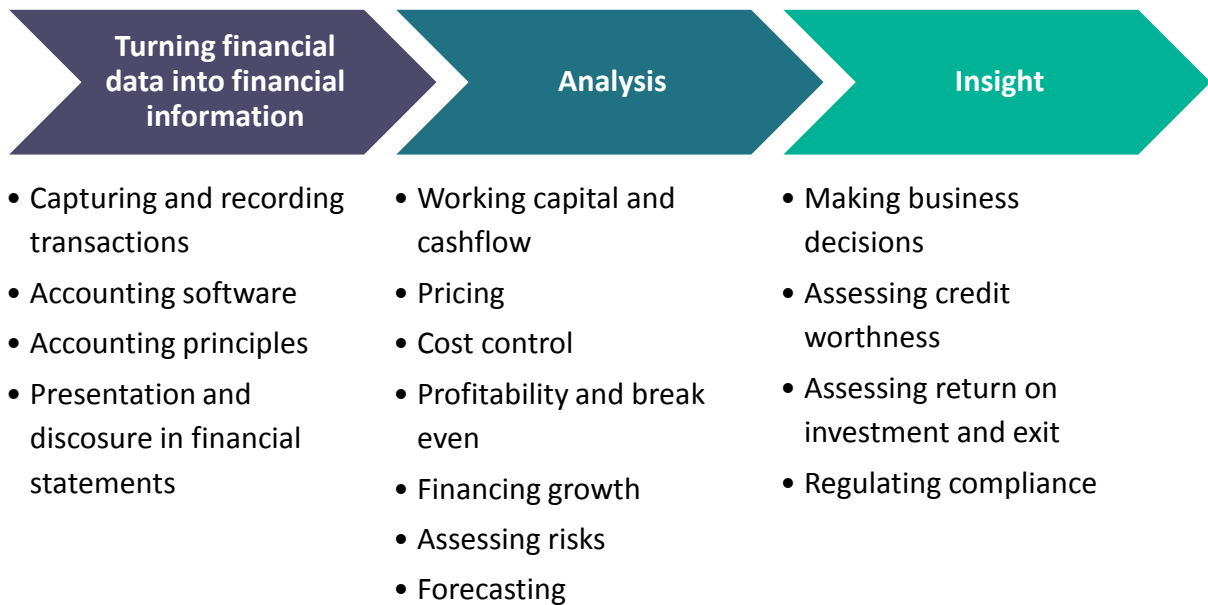 Turning financial
data into financial
information
• Capturing and recording
transactions
• Accounting software
• Accounting principles
• Presentation and
discosure in financial
statements
Analysis
• Working capital and
cashflow
• Pricing
• Cost control
• Profitability and break
even
• Financing growth
• Assessing risks
• Forecasting
Insight
• Making business
decisions
• Assessing credit
worthness
• Assessing return on
investment and exit
• Regulating compliance